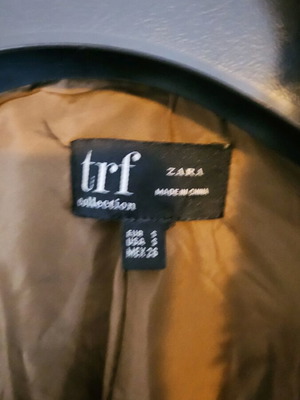 trf
collection
ZARA
MADE IN CHINA
EUR S
USA S
MEX 26